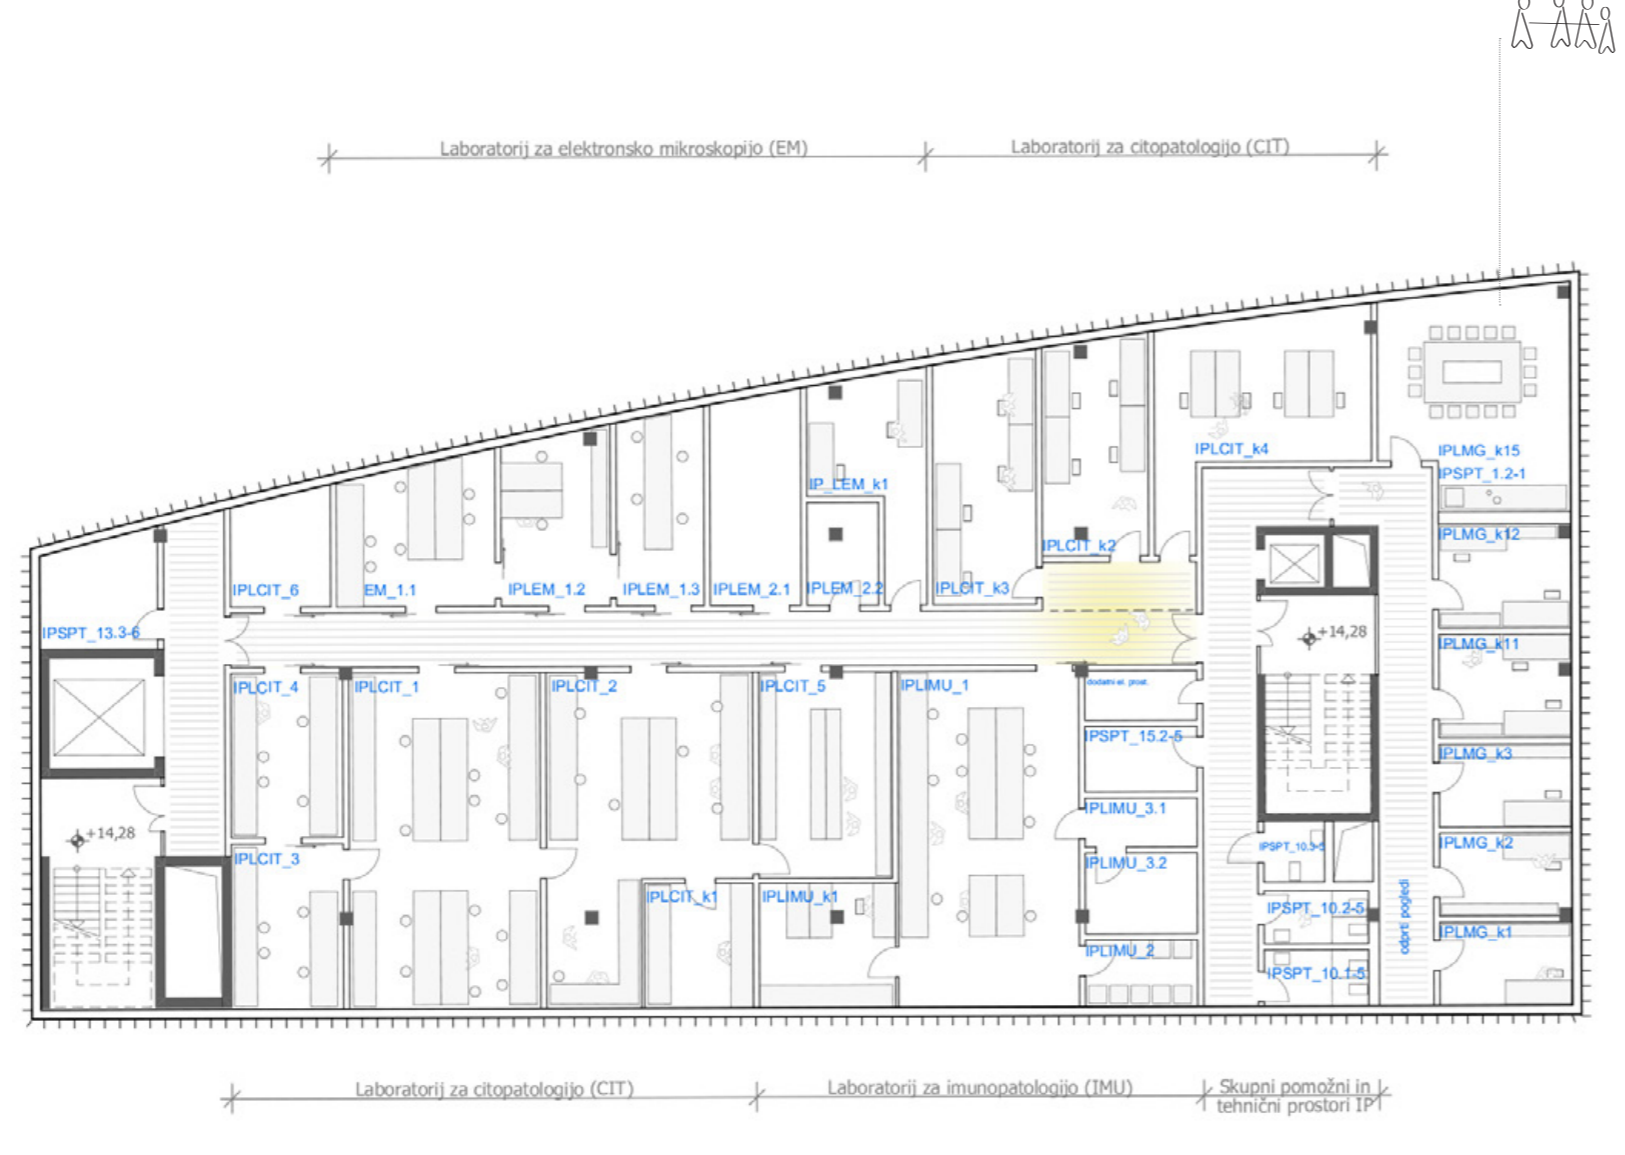 Laboratorij za elektronsko mikroskopijo (EM)
Laboratorij za citopatologijo (CIT)
IPLCIT_k4
IPLMG_k15
IPSPT_1.2-1
IP_LEM_k1
IPLMG_k12
IPLCIT_k2
IPLCIT_6
EM_1.1
IPLEM_1.2
IPLEM_1.3
IPLEM_2.1
IPLEM_2.2
IPLCIT_k3
IPSPT_13.3-6
+14,28
IPLMG_k11
IPLCIT_4
IPLCIT_1
IPLCIT_2
IPLCIT_5
IPLIMU_1
dodatni el. prost.
IPSPT_15.2-5
IPLMG_k3
IPLIMU_3.1
+14,28
IPLMG_k2
IPLCIT_3
IPLIMU_3.2
IPLCIT_k1
IPLIMU_k1
IPSPT_10.2-5
odprti pogledi
IPLMG_k1
IPLIMU_2
IPSPT_10.1-5
Laboratorij za citopatologijo (CIT)
Laboratorij za imunopatologijo (IMU)
Skupni pomožni in
tehnični prostori IP